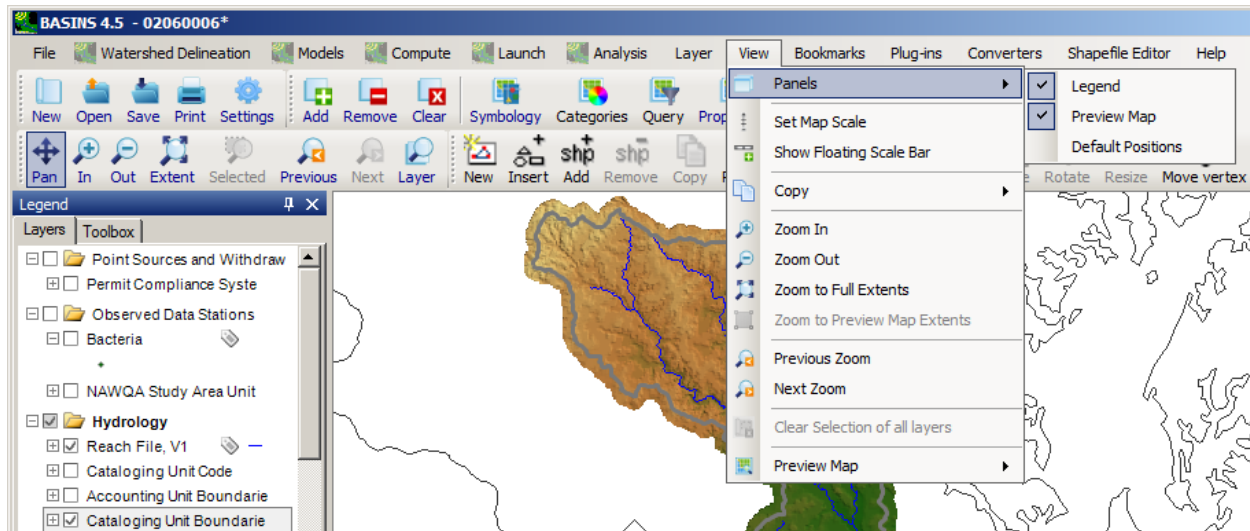 BASINS 4.5 - 02060006*
File Watershed Delineation Models Compute Launch Analysis Layer View Bookmarks Plug-ins Converters Shapefile Editor Help
New Open Save Print Settings Add Remove Clear Symbology Categories Query
Pan In Out Extent Selected Previous Next Layer New Insert Add Remove Copy Rotate Resize Move vertex
shp shp
Panels
Set Map Scale
Show Floating Scale Bar
Copy
Zoom In
Zoom Out
Zoom to Full Extents
Zoom to Preview Map Extents
Previous Zoom
Next Zoom
Clear Selection of all layers
Preview Map
Legend
Preview Map
Default Positions
Legend
Layers Toolbox
Point Sources and Withdraw
Permit Compliance Syste
Observed Data Stations
Bacteria
NAWQA Study Area Unit
Hydrology
Reach File, V1
Cataloging Unit Code
Accounting Unit Boundarie
Cataloging Unit Boundarie